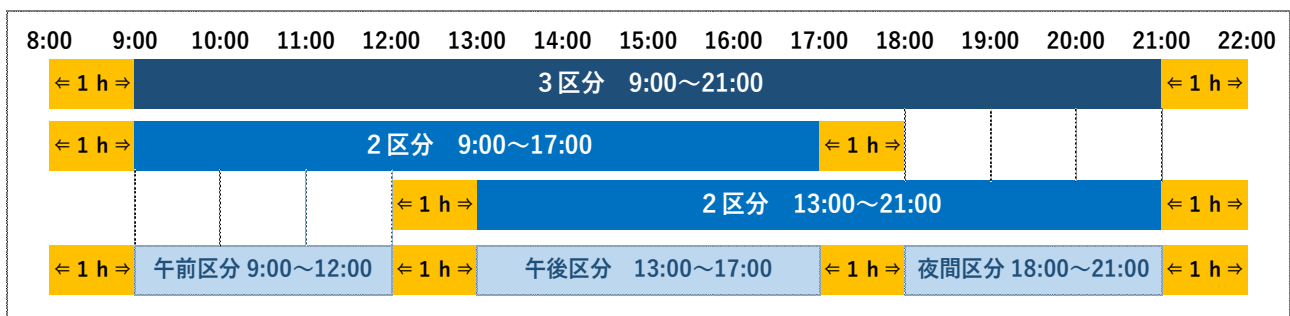 8:00 9:00 10:00 11:00 12:00 13:00 14:00 15:00 16:00 17:00 18:00 19:00 20:00 21:00 22:00
⇐ 1 h ⇒ 3区分 9:00~21:00 ⇐ 1 h ⇒
⇐ 1 h ⇒ 2区分 9:00~17:00 ⇐ 1 h ⇒
⇐ 1 h ⇒ 2区分 13:00~21:00 ⇐ 1 h ⇒
⇐ 1 h ⇒ 午前区分 9:00~12:00 ⇐ 1 h ⇒ 午後区分 13:00~17:00 ⇐ 1 h ⇒ 夜間区分 18:00~21:00 ⇐ 1 h ⇒